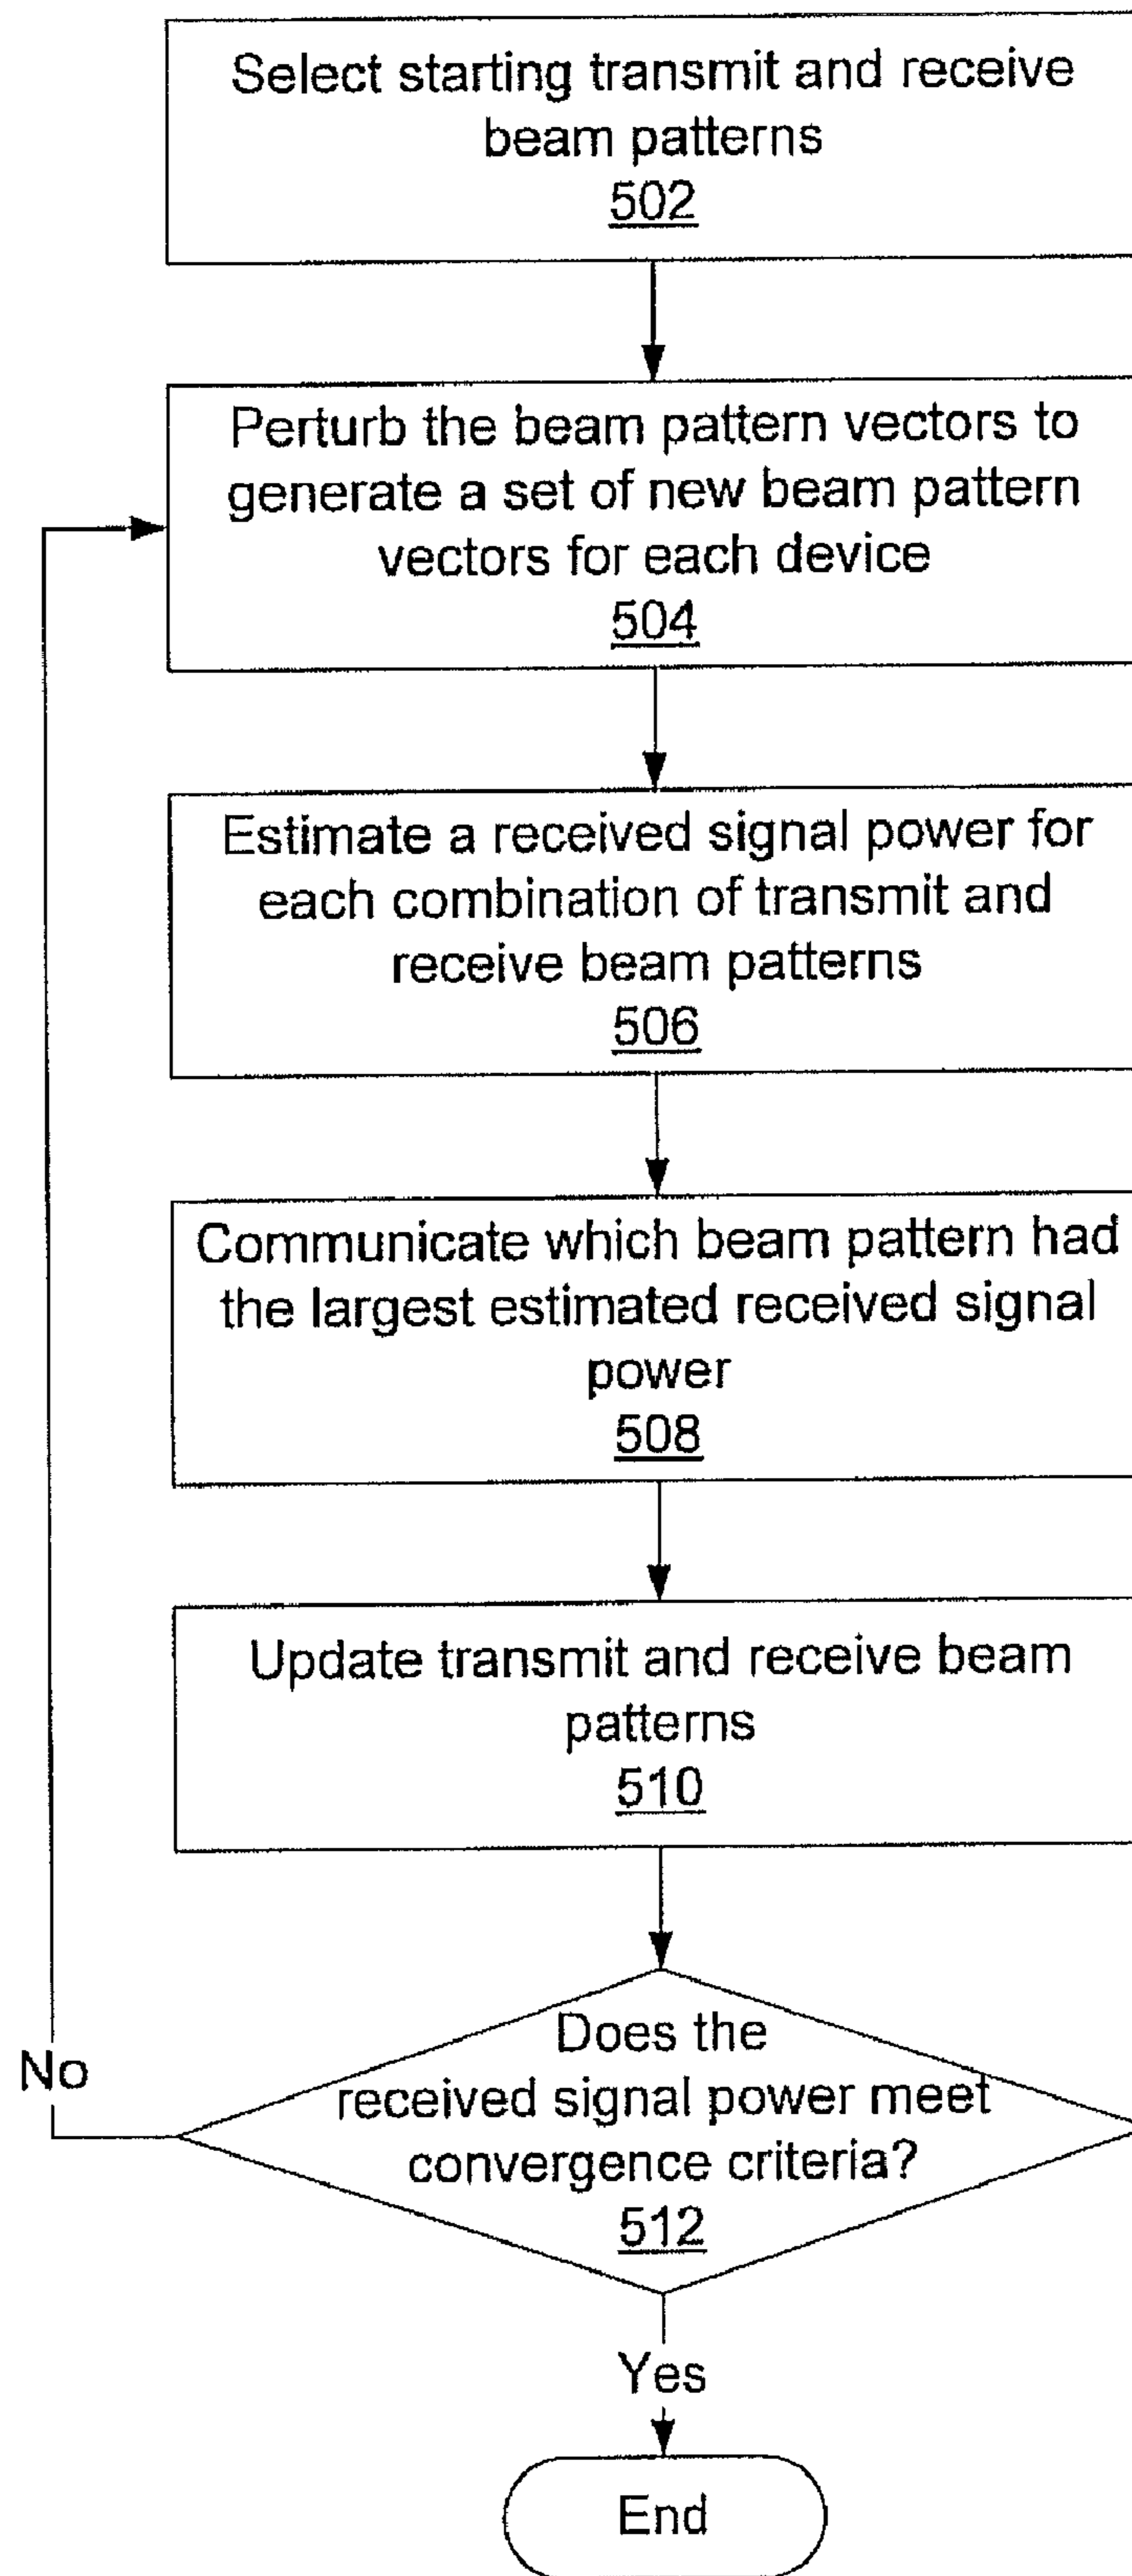 Select starting transmit and receive
beam patterns
502
Perturb the beam pattern vectors to
generate a set of new beam pattern
vectors for each device
504
Estimate a received signal power for
each combination of transmit and
receive beam patterns
506
Communicate which beam pattern had
the largest estimated received signal
power
508
Update transmit and receive beam
patterns
510
Does the
received signal power meet
convergence criteria?
512
No
Yes
End